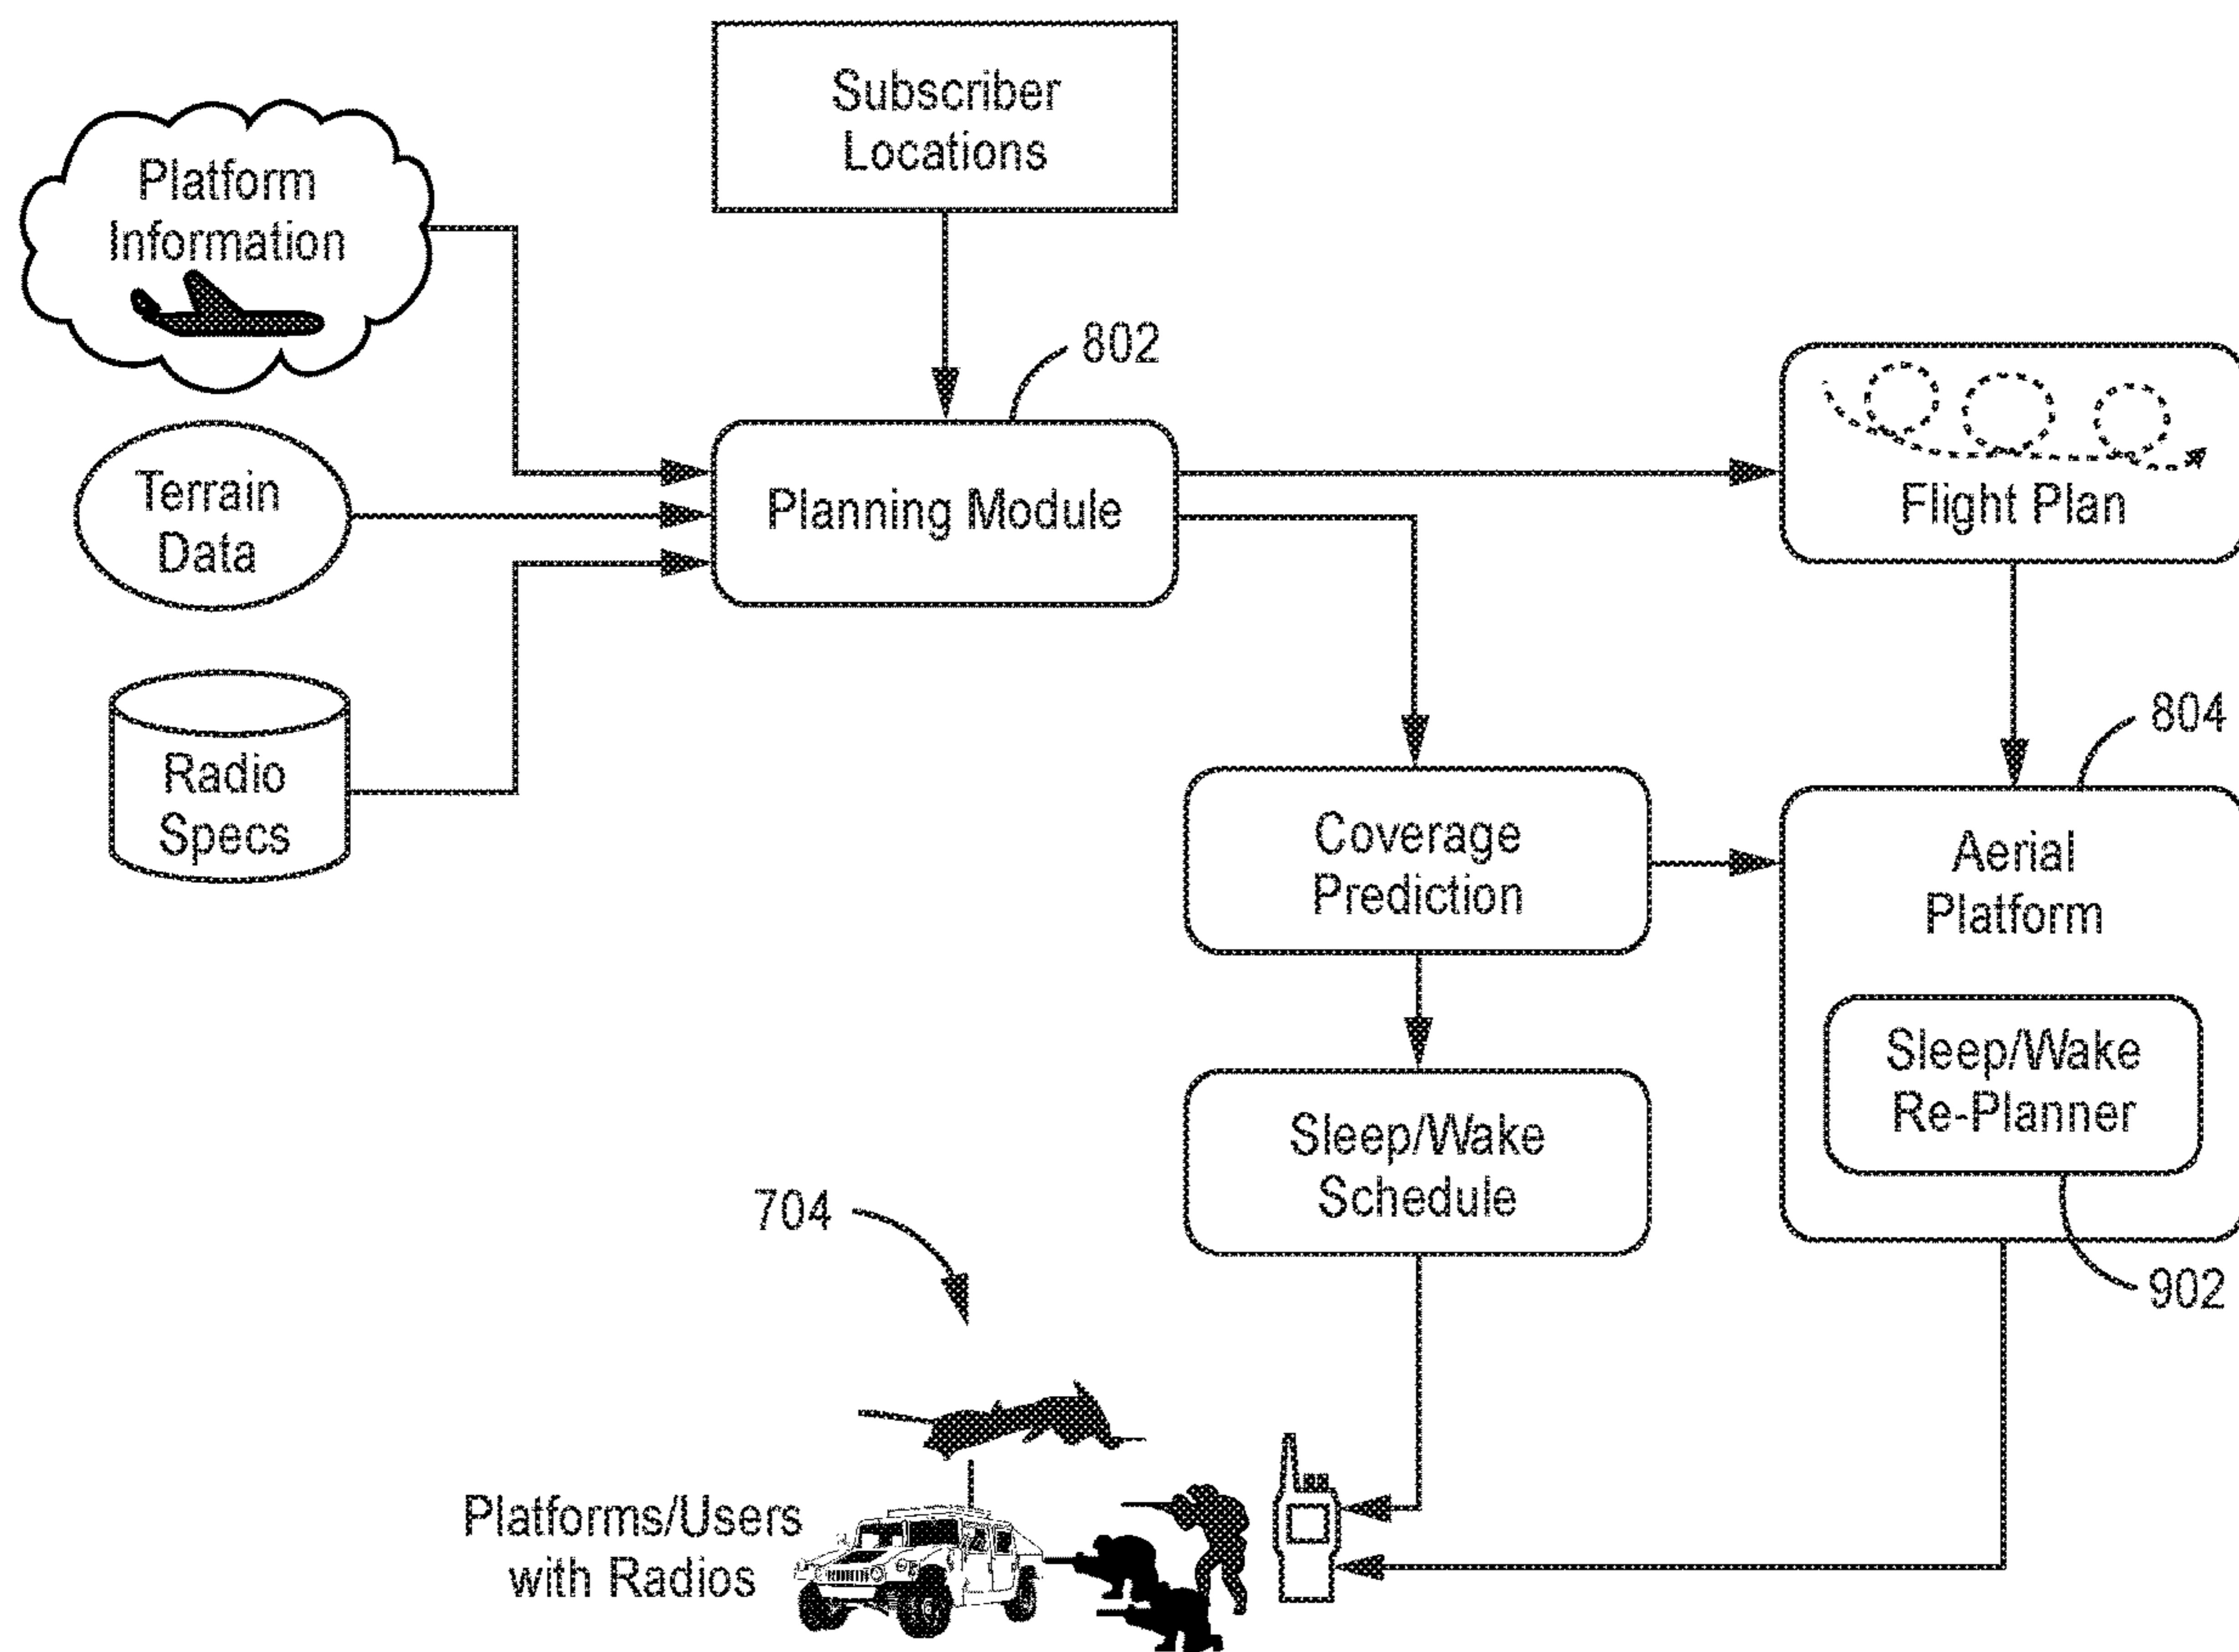 Subscriber
Locations
Platform
Information
802
Terrain
Data
Planning Module
Flight Plan
Radio
Specs
804
Coverage
Prediction
Aerial
Platform
Sleep/Wake
Schedule
Sleep/Wake
Re-Planner
704
902
Platforms/Users
with Radios